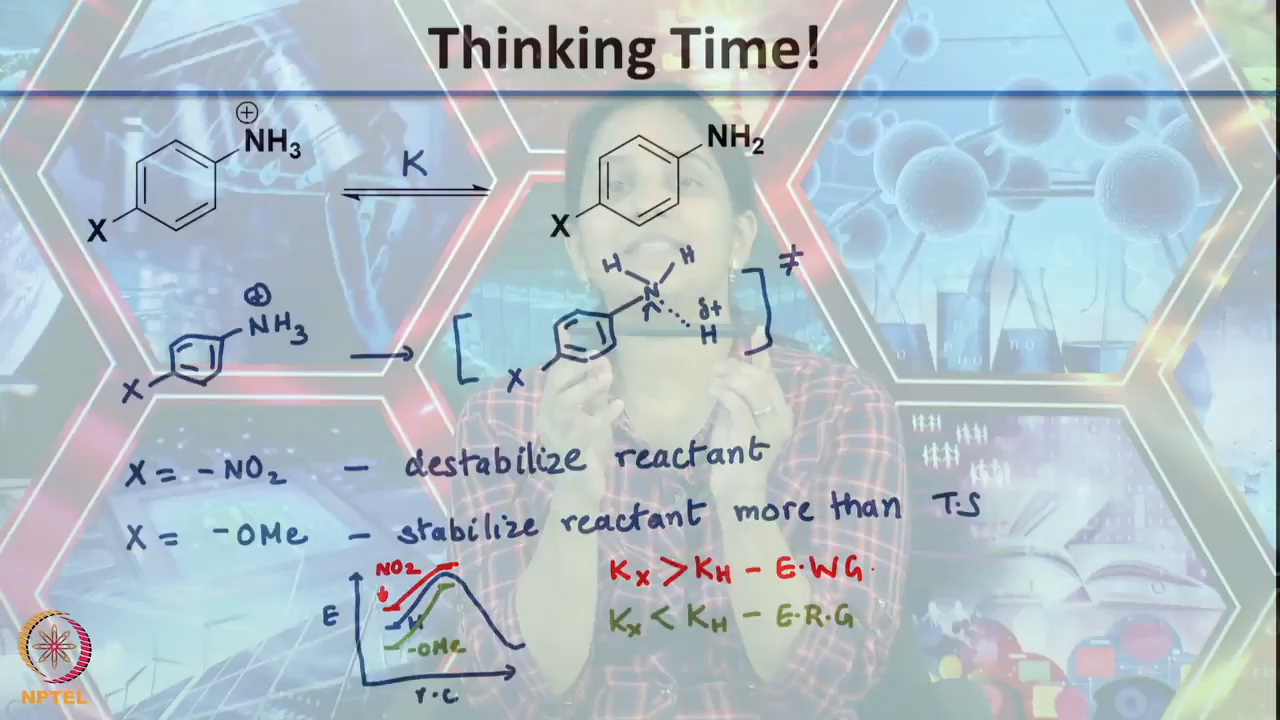 Thinking Time!
⊕
NH3
X
K
NH2
X
⊕
NH3
X
H H
N
δ+
H
X
≠
X = -NO2 - destabilize reactant
X = -OMe - stabilize reactant more than T.S
NO2
E
H
-OMe
r.c
Kx > KH - E.WG.
Kx < KH - E.R.G
NPTEL